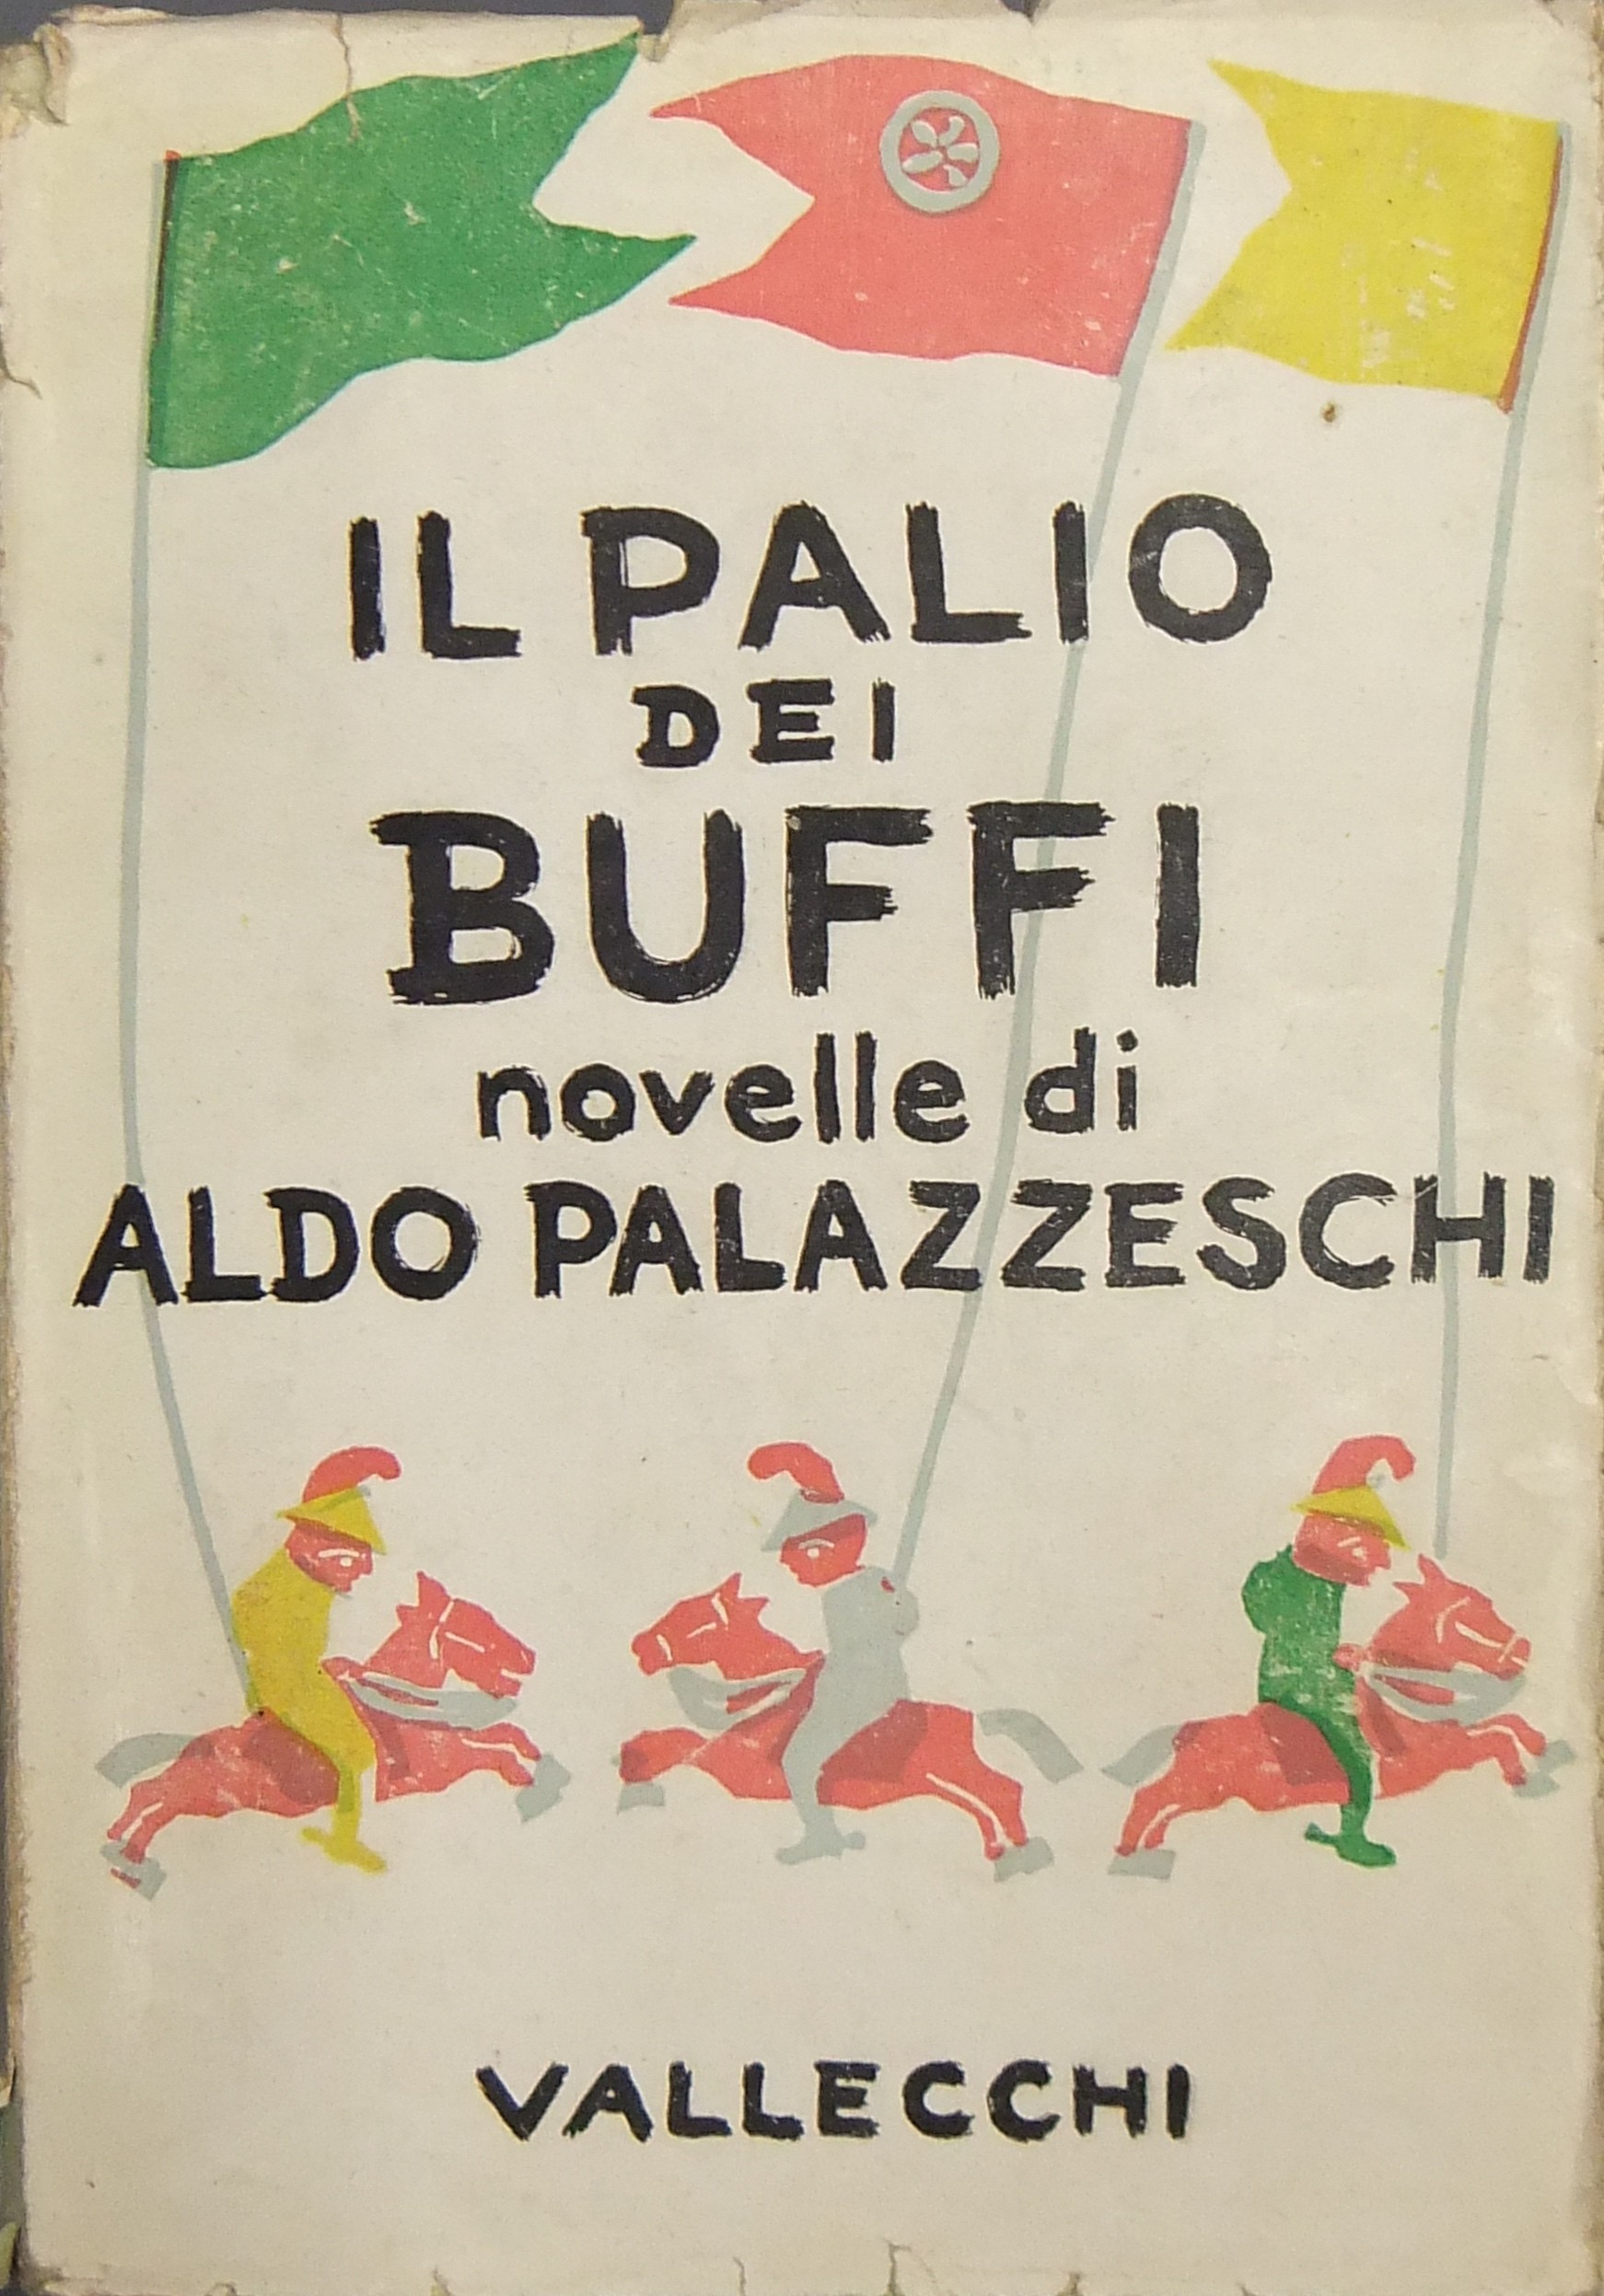 IL PALIO
DEI
BUFFI
novelle di
ALDO PALAZZESCHI
VALLECCHI